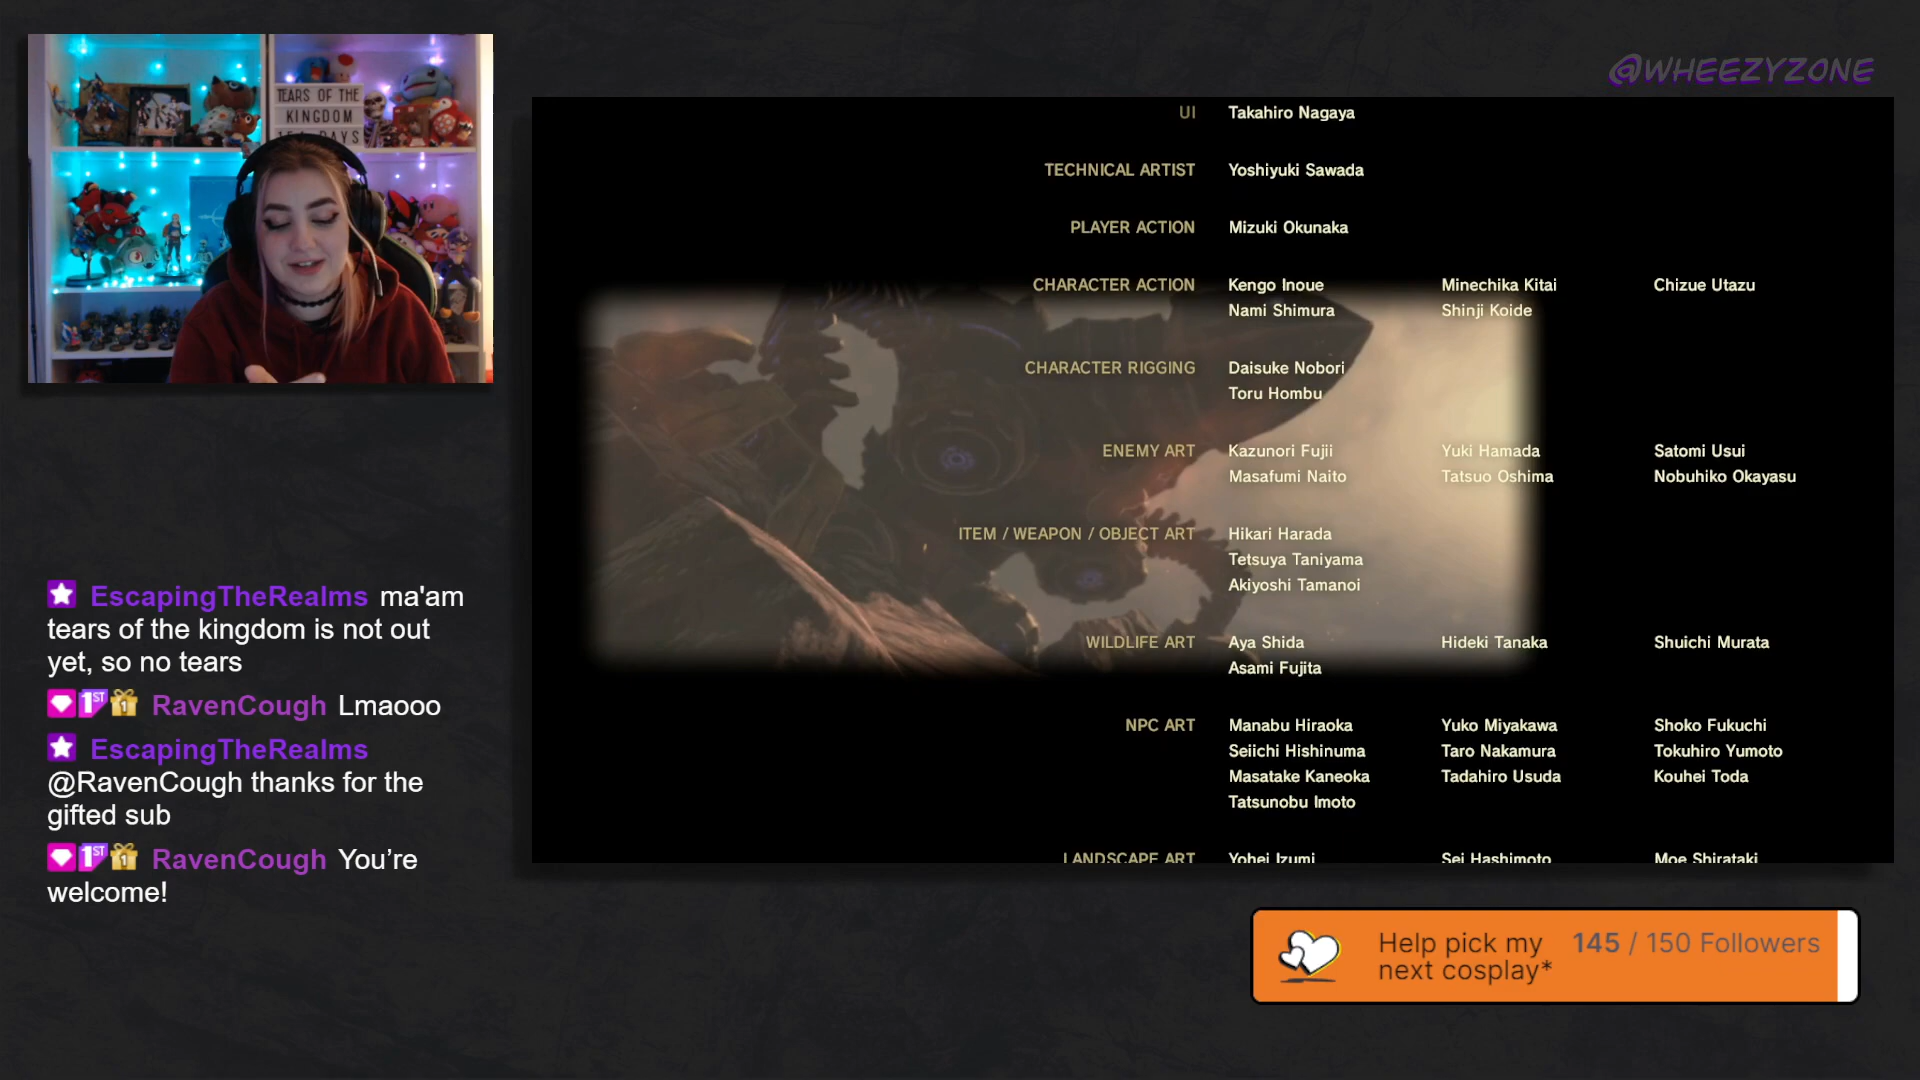 @WHEEZYZONE
TEARS OF THE
KINGDOM
DAYS
UI Takahiro Nagaya
TECHNICAL ARTIST Yoshiyuki Sawada
PLAYER ACTION Mizuki Okunaka
CHARACTER ACTION Kengo Inoue Minechika Kitai Chizue Utazu
Nami Shimura Shinji Koide
CHARACTER RIGGING Daisuke Nobori
Toru Hombu
ENEMY ART Kazunori Fujii Yuki Hamada Satomi Usui
Masafumi Naito Tatsuo Oshima Nobuhiko Okayasu
ITEM / WEAPON / OBJECT ART Hikari Harada
Tetsuya Taniyama
Akiyoshi Tamanoi
WILDLIFE ART Aya Shida Hideki Tanaka Shuichi Murata
Asami Fujita
NPC ART Manabu Hiraoka Yuko Miyakawa Shoko Fukuchi
Seiichi Hishinuma Taro Nakamura Tokuhiro Yumoto
Masatake Kaneoka Tadahiro Usuda Kouhei Toda
Tatsunobu Imoto
LANDSCAPE ART Yohei Izumi Sei Hashimoto Moe Shirataki
EscapingTheRealms ma'am
tears of the kingdom is not out
yet, so no tears
1ST 1 RavenCough Lmaooo
EscapingTheRealms
@RavenCough thanks for the
gifted sub
1ST 1 RavenCough You’re
welcome!
Help pick my 145 / 150 Followers
next cosplay*